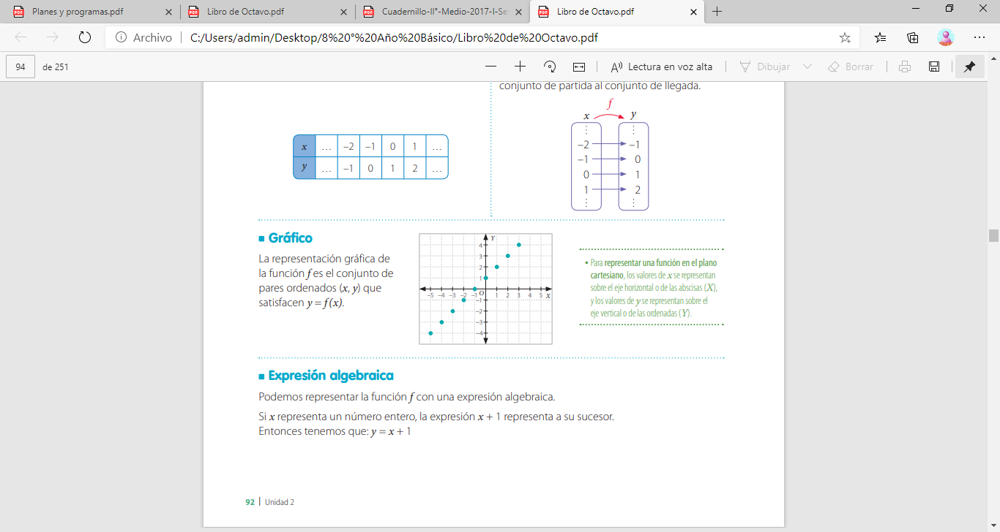 Planes y programas.pdf
Libro de Octavo.pdf
Cuadernillo-II°-Medio-2017-I-Se
Libro de Octavo.pdf
Archivo
C:/Users/admin/Desktop/8%20°%20Año%20Básico/Libro%20de%20Octavo.pdf
94 de 251
Lectura en voz alta
Dibujar
Borrar
conjunto de partida al conjunto de llegada.
f
x y
⋮ ⋮
–2 –1
–1 0
0 1
1 2
⋮ ⋮
x ... –2 –1 0 1 ...
y ... –1 0 1 2 ...
Gráfico
La representación gráfica de
la función f es el conjunto de
pares ordenados (x, y) que
satisfacen y = f(x).
Y
4
3
2
1
–5 –4 –3 –2 –1 O 1 2 3 4 5 X
–1
–2
–3
–4
• Para representar una función en el plano
cartesiano, los valores de x se representan
sobre el eje horizontal o de las abscisas (X),
y los valores de y se representan sobre el
eje vertical o de las ordenadas (Y).
Expresión algebraica
Podemos representar la función f con una expresión algebraica.
Si x representa un número entero, la expresión x + 1 representa a su sucesor.
Entonces tenemos que: y = x + 1
92 | Unidad 2